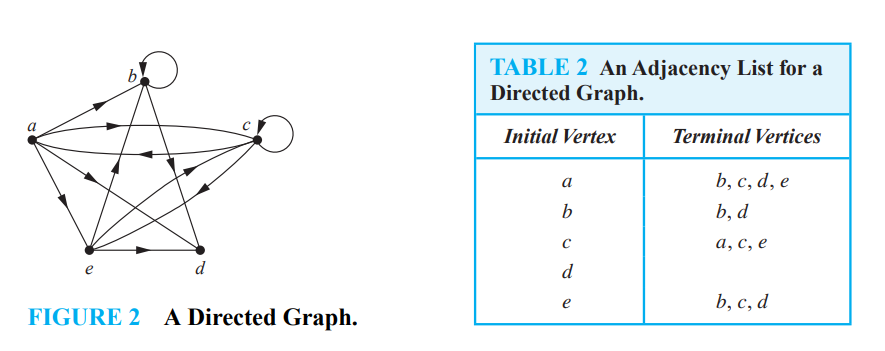 b
a
c
e
d
FIGURE 2 A Directed Graph.
TABLE 2 An Adjacency List for a
Directed Graph.
Initial Vertex Terminal Vertices
a b, c, d, e
b b, d
c a, c, e
d
e b, c, d